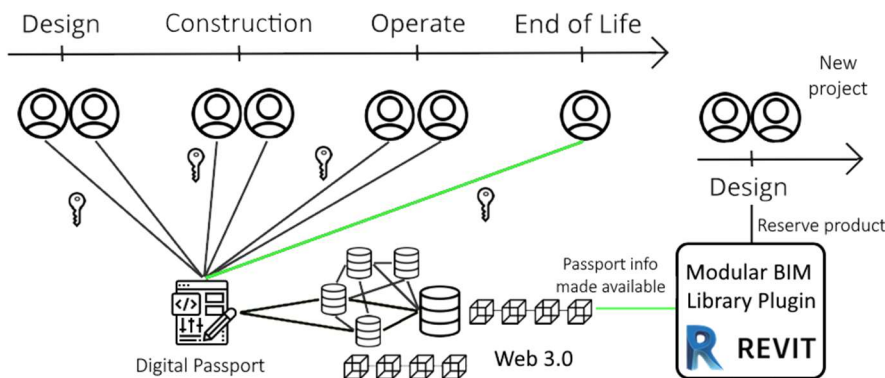 Design
Construction
Operate
End of Life
New
project
Design
Reserve product
Passport info
made available
Modular BIM
Library Plugin
R REVIT
</>
Digital Passport
Web 3.0